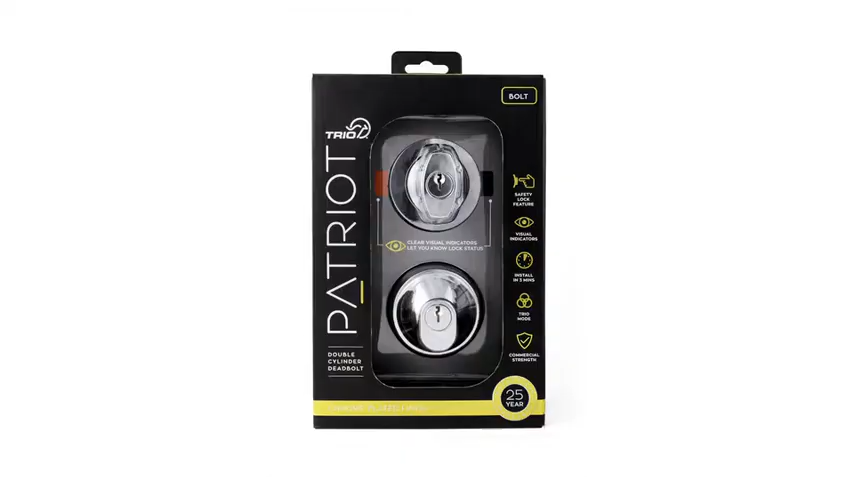 BOLT
TRIO
PATRIOT
DOUBLE
CYLINDER
DEADBOLT
CLEAR VISUAL INDICATORS
LET YOU KNOW LOCK STATUS
SAFETY
LOCK
FEATURE
VISUAL
INDICATORS
INSTALL
IN 3 MINS
TRIO
MODE
COMMERCIAL
STRENGTH
25
YEAR